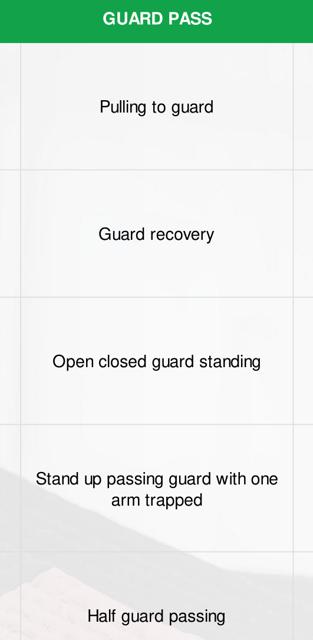 GUARD PASS
Pulling to guard
Guard recovery
Open closed guard standing
Stand up passing guard with one
arm trapped
Half guard passing